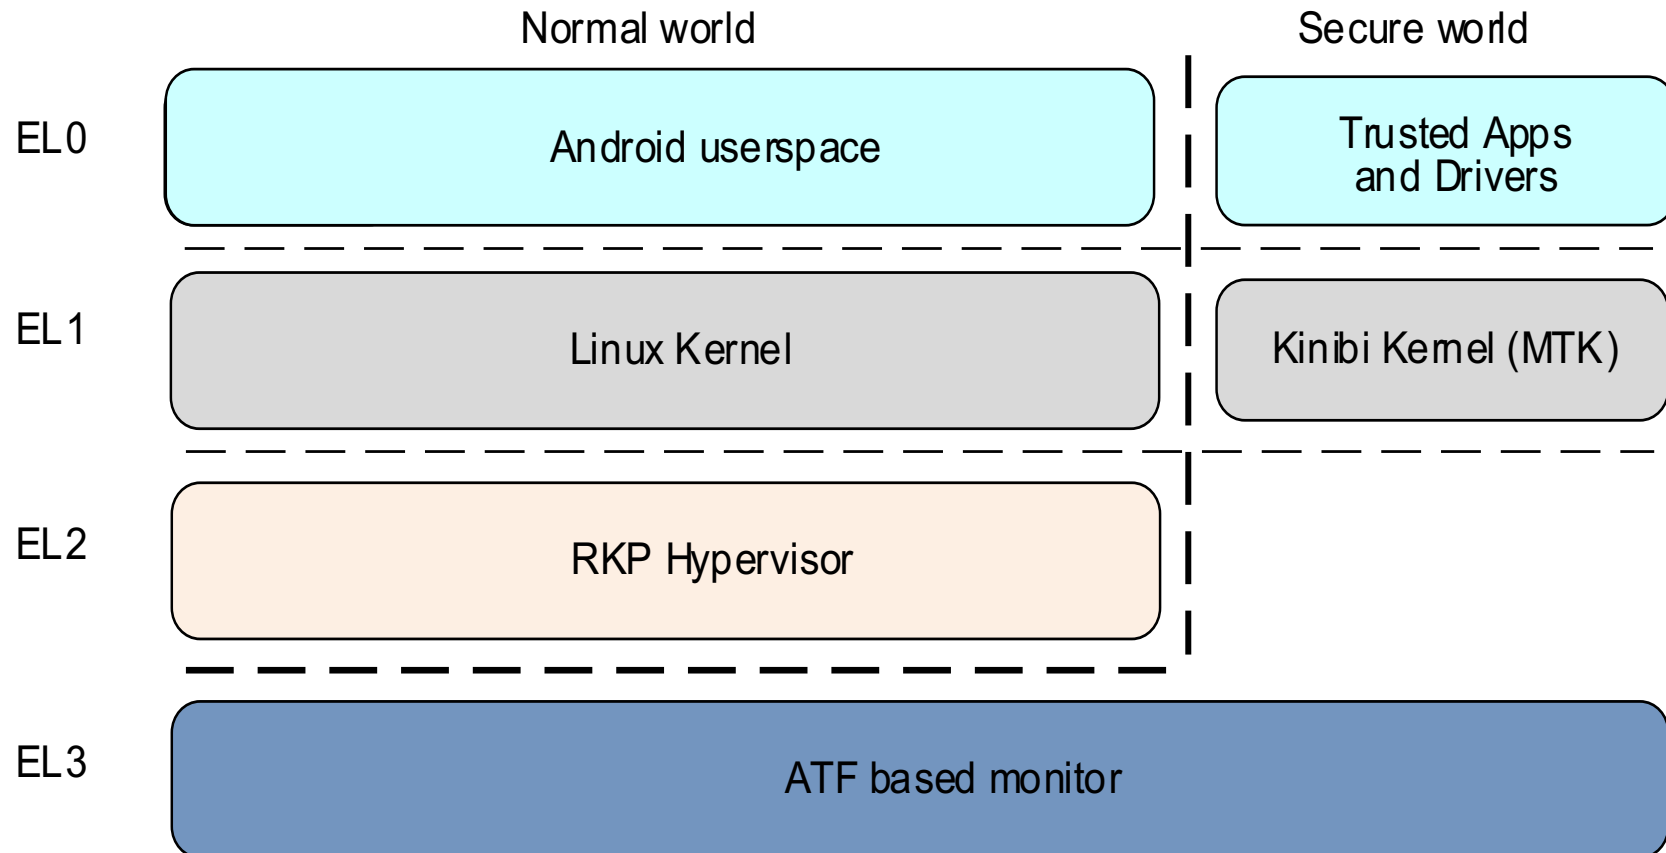 Normal world
Secure world
EL0
Android userspace
Trusted Apps
and Drivers
EL1
Linux Kernel
Kinibi Kernel (MTK)
EL2
RKP Hypervisor
EL3
ATF based monitor